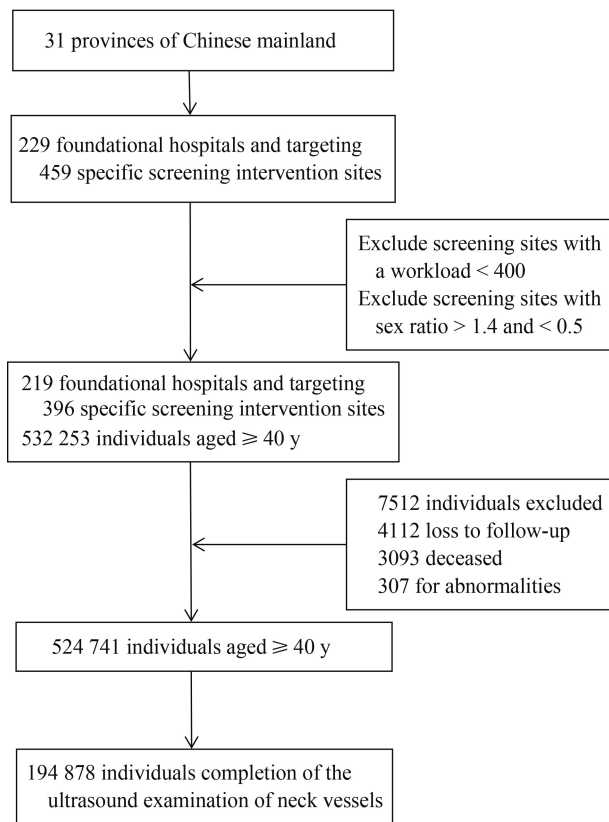 31 provinces of Chinese mainland
229 foundational hospitals and targeting
459 specific screening intervention sites
Exclude screening sites with
a workload < 400
Exclude screening sites with
sex ratio > 1.4 and < 0.5
219 foundational hospitals and targeting
396 specific screening intervention sites
532 253 individuals aged ⩾ 40 y
7512 individuals excluded
4112 loss to follow-up
3093 deceased
307 for abnormalities
524 741 individuals aged ⩾ 40 y
194 878 individuals completion of the
ultrasound examination of neck vessels